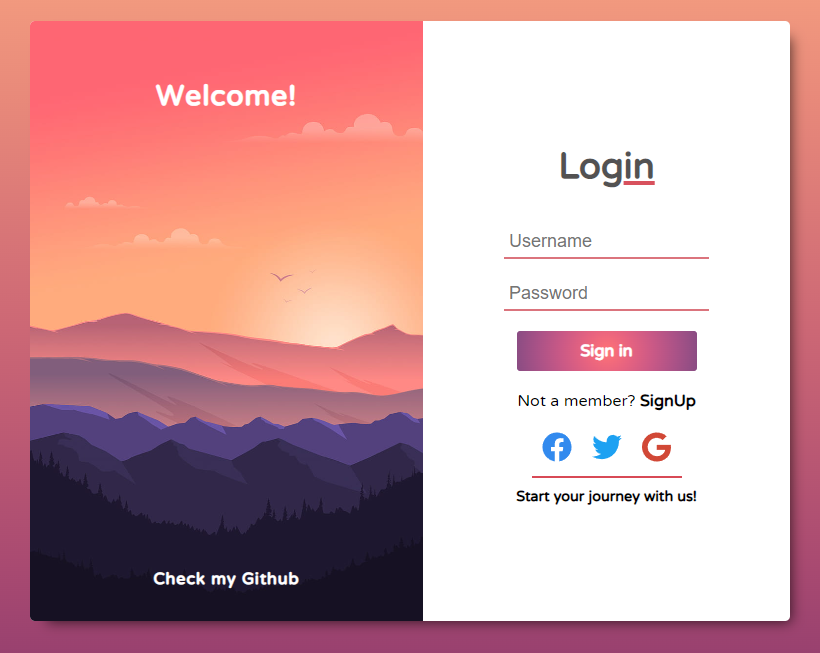 Welcome!
Check my Github
Login
Username
Password
Sign in
Not a member? SignUp
Start your journey with us!